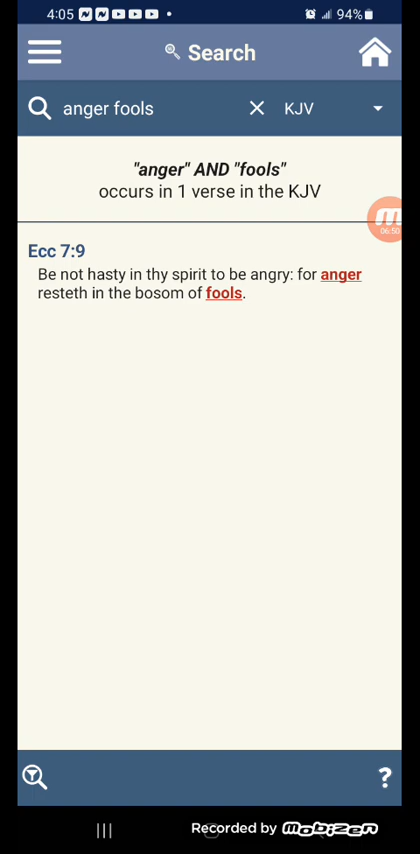 4:05 94%
Search
anger fools KJV
"anger" AND "fools"
occurs in 1 verse in the KJV
06:50
Ecc 7:9
Be not hasty in thy spirit to be angry: for anger
resteth in the bosom of fools.
?
Recorded by mobizen